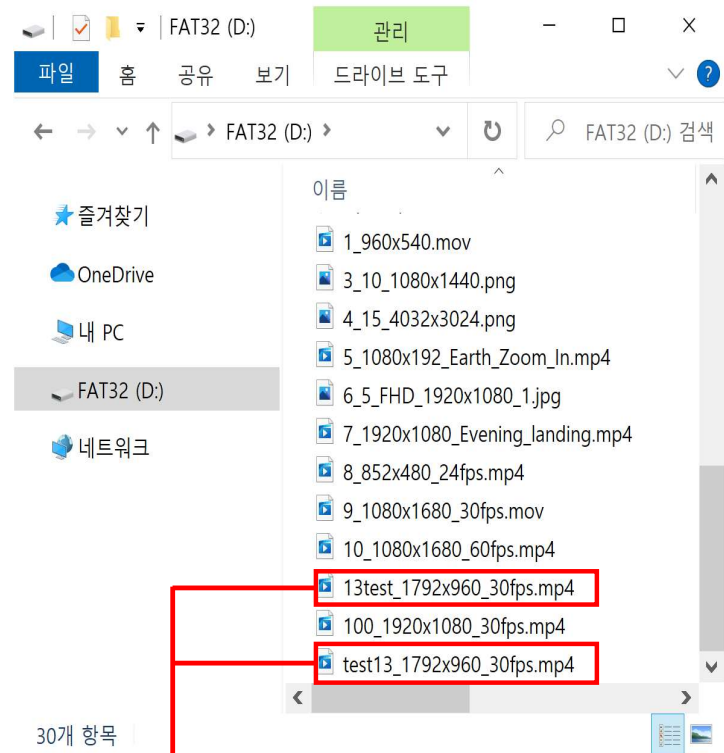 FAT32 (D:)
관리
파일 홈 공유 보기 드라이브 도구
FAT32 (D:) FAT32 (D:) 검색
이름
즐겨찾기
OneDrive
내 PC
FAT32 (D:)
네트워크
1_960x540.mov
3_10_1080x1440.png
4_15_4032x3024.png
5_1080x192_Earth_Zoom_In.mp4
6_5_FHD_1920x1080_1.jpg
7_1920x1080_Evening_landing.mp4
8_852x480_24fps.mp4
9_1080x1680_30fps.mov
10_1080x1680_60fps.mp4
13test_1792x960_30fps.mp4
100_1920x1080_30fps.mp4
test13_1792x960_30fps.mp4
30개 항목